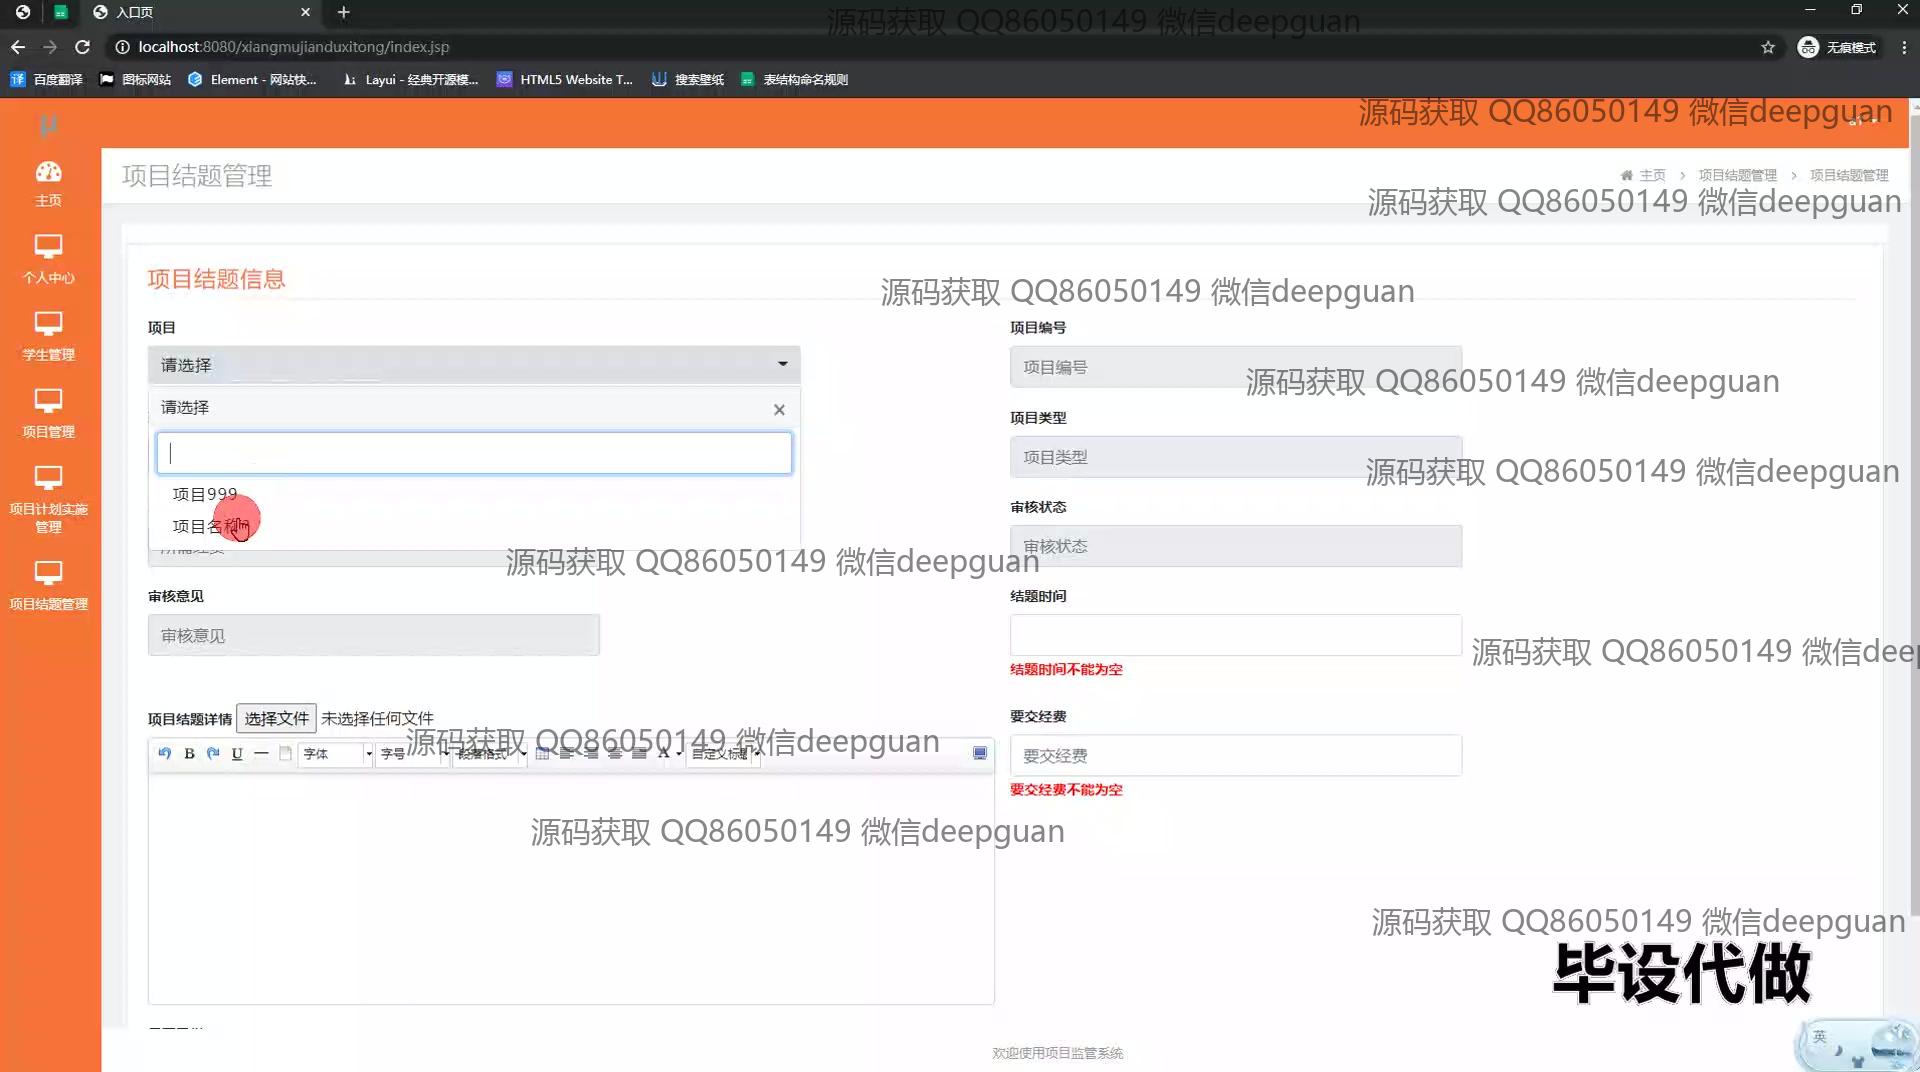 入口页
源码获取 QQ86050149 微信deepguan
localhost:8080/xiangmujianduxitong/index.jsp
无痕模式
百度翻译
图标网站
Element - 网站快...
Layui - 经典开源模...
HTML5 Website T...
搜索壁纸
表结构命名规则
源码获取 QQ86050149 微信deepguan
μ
主页
个人中心
学生管理
项目管理
项目计划实施
管理
项目结题管理
项目结题管理
主页 > 项目结题管理 > 项目结题管理
源码获取 QQ86050149 微信deepguan
项目结题信息
源码获取 QQ86050149 微信deepguan
项目
项目编号
请选择
项目编号
源码获取 QQ86050149 微信deepguan
请选择
×
项目类型
项目类型
源码获取 QQ86050149 微信deepguan
项目999
审核状态
源码获取 QQ86050149 微信deepguan
审核状态
审核意见
结题时间
审核意见
源码获取 QQ86050149 微信deep
结题时间不能为空
项目结题详情 选择文件 未选择任何文件
要交经费
源码获取 QQ86050149 微信deepguan
B U 字体 字号 段落格式 A 自定义标题
要交经费
要交经费不能为空
源码获取 QQ86050149 微信deepguan
源码获取 QQ86050149 微信deepguan
毕设代做
英
欢迎使用项目监管系统